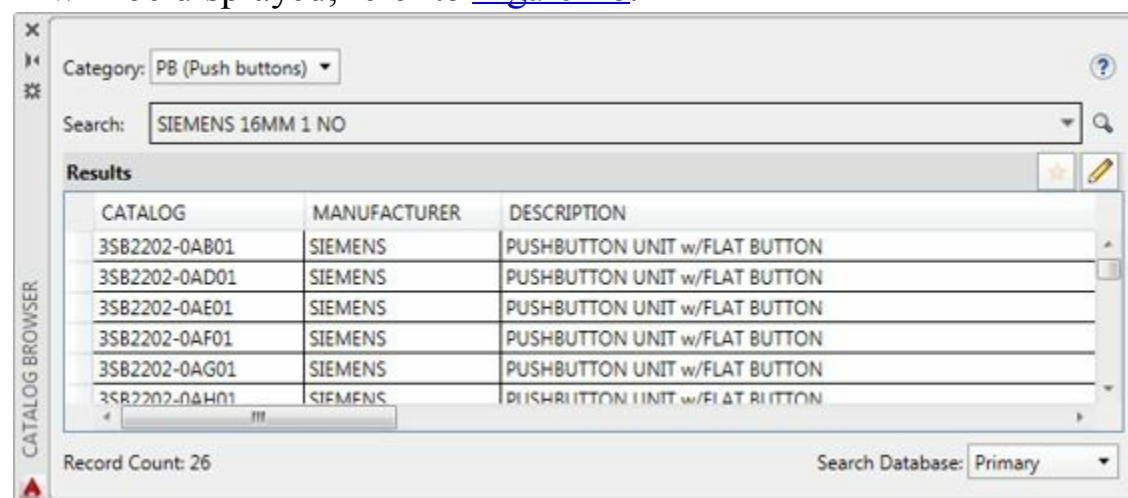 Category: PB (Push buttons)
Search: SIEMENS 16MM 1 NO
Results
CATALOG MANUFACTURER DESCRIPTION
3SB2202-0AB01 SIEMENS PUSHBUTTON UNIT w/FLAT BUTTON
3SB2202-0AD01 SIEMENS PUSHBUTTON UNIT w/FLAT BUTTON
3SB2202-0AE01 SIEMENS PUSHBUTTON UNIT w/FLAT BUTTON
3SB2202-0AF01 SIEMENS PUSHBUTTON UNIT w/FLAT BUTTON
3SB2202-0AG01 SIEMENS PUSHBUTTON UNIT w/FLAT BUTTON
3SB2202-0AH01 SIEMENS PUSHBUTTON UNIT w/FLAT BUTTON
Record Count: 26 Search Database: Primary
CATALOG BROWSER